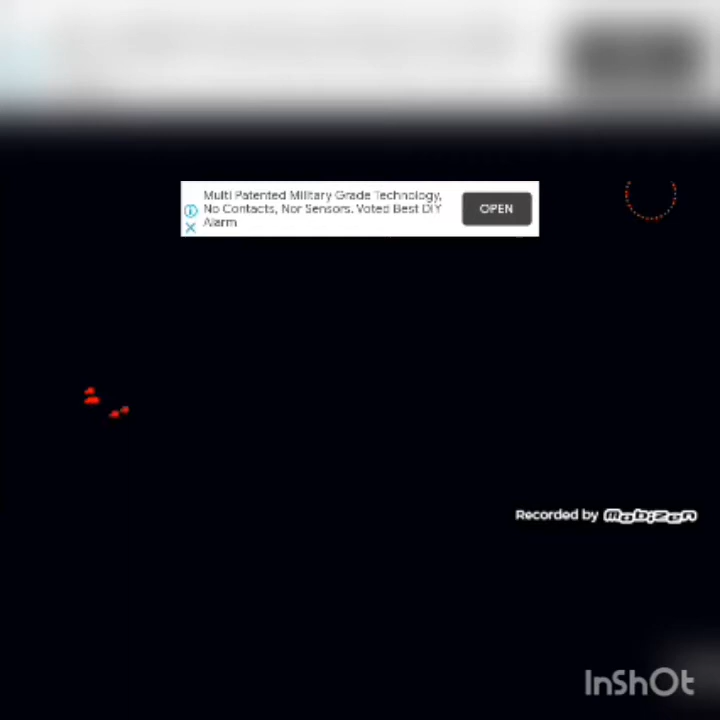 Multi Patented Military Grade Technology,
No Contacts, Nor Sensors. Voted Best DIY
Alarm
OPEN
Recorded by Mobizen
InShOt